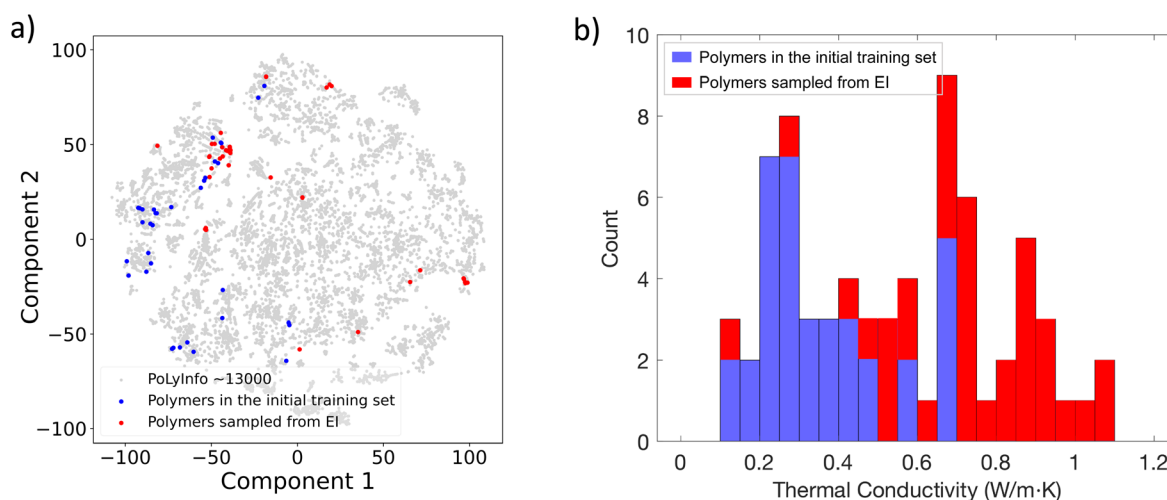 a)
100
50
0
−50
−100
Component 2
PoLyInfo ~13000
Polymers in the initial training set
Polymers sampled from EI
−100 −50 0 50 100
Component 1
b)
10
8
6
4
2
0
Count
Polymers in the initial training set
Polymers sampled from EI
0 0.2 0.4 0.6 0.8 1 1.2
Thermal Conductivity (W/m·K)